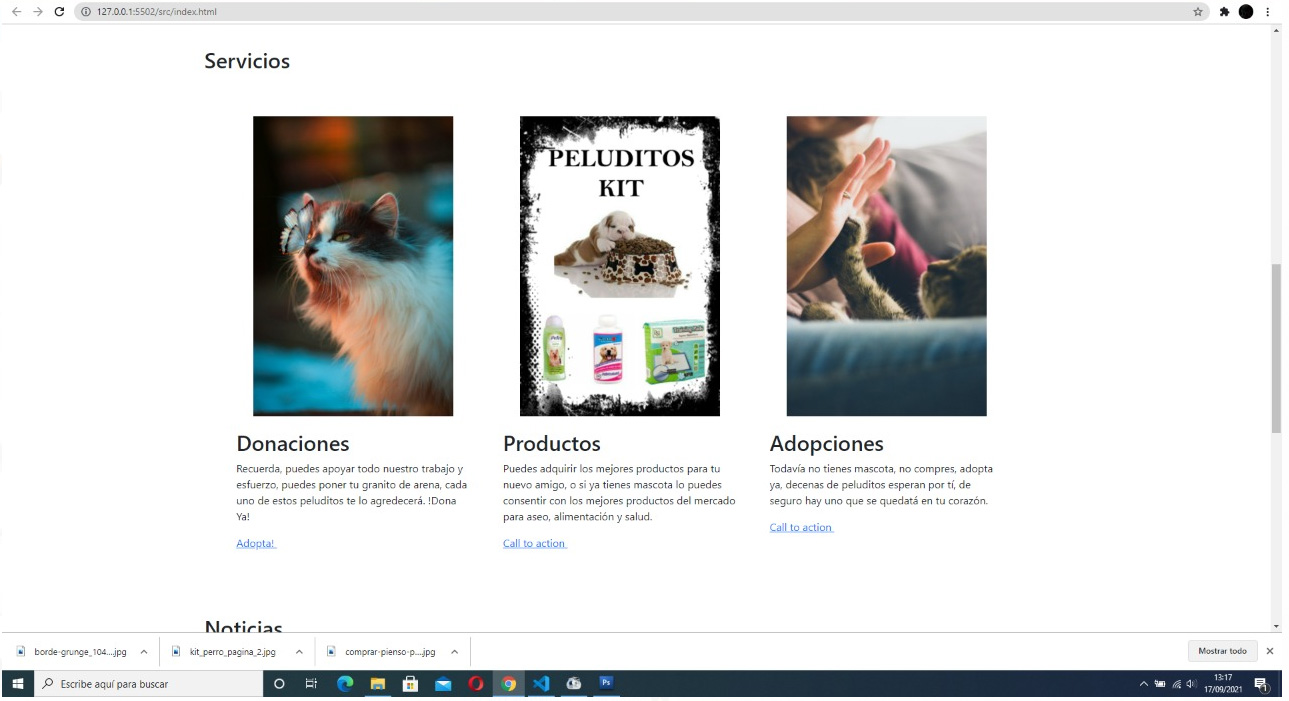 127.0.0.1:5502/src/index.html
Servicios
PELUDITOS
KIT
Donaciones
Recuerda, puedes apoyar todo nuestro trabajo y
esfuerzo, puedes poner tu granito de arena, cada
uno de estos peluditos te lo agredecerá. !Dona
Ya!
Adopta!
Productos
Puedes adquirir los mejores productos para tu
nuevo amigo, o si ya tienes mascota lo puedes
consentir con los mejores productos del mercado
para aseo, alimentación y salud.
Call to action
Adopciones
Todavía no tienes mascota, no compres, adopta
ya, decenas de peluditos esperan por tí, de
seguro hay uno que se quedatá en tu corazón.
Call to action
Noticias
borde-grunge_104....jpg
kit_perro_pagina_2.jpg
comprar-pienso-p....jpg
Mostrar todo
Escribe aquí para buscar
Ps
13:17
17/09/2021
1